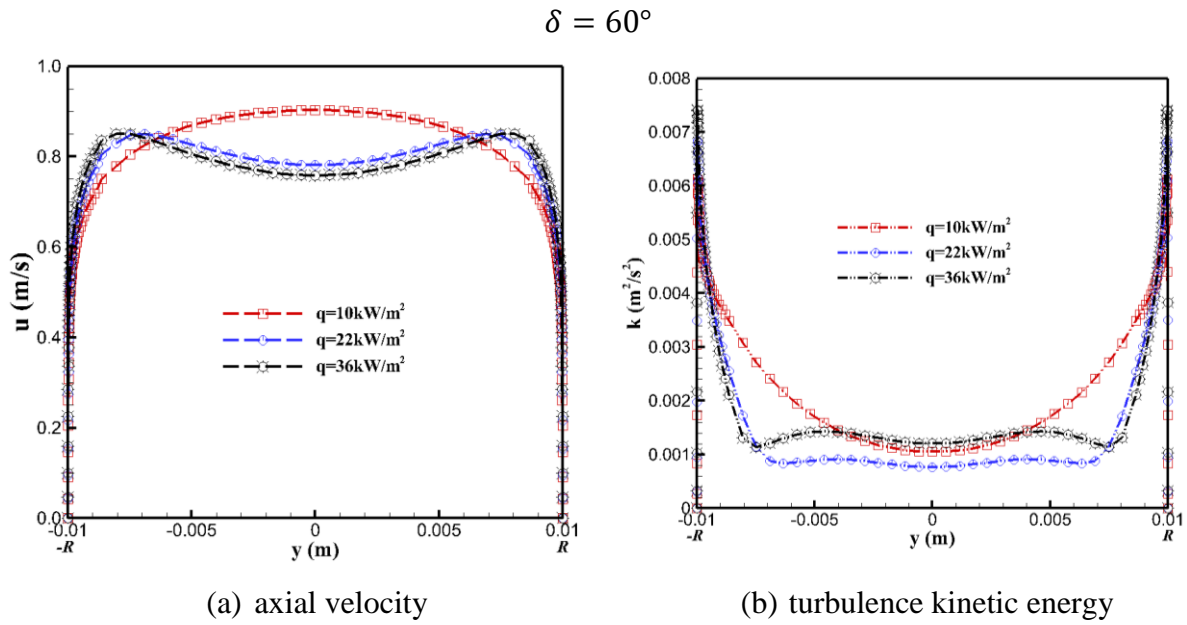 δ = 60°
1.0
0.8
0.6
0.4
0.2
0.0
u (m/s)
q=10kW/m²
q=22kW/m²
q=36kW/m²
-0.01 -0.005 0 0.005 0.01
-R R
y (m)
(a) axial velocity
0.008
0.007
0.006
0.005
0.004
0.003
0.002
0.001
0
k (m²/s²)
q=10kW/m²
q=22kW/m²
q=36kW/m²
-0.01 -0.005 0 0.005 0.01
-R R
y (m)
(b) turbulence kinetic energy